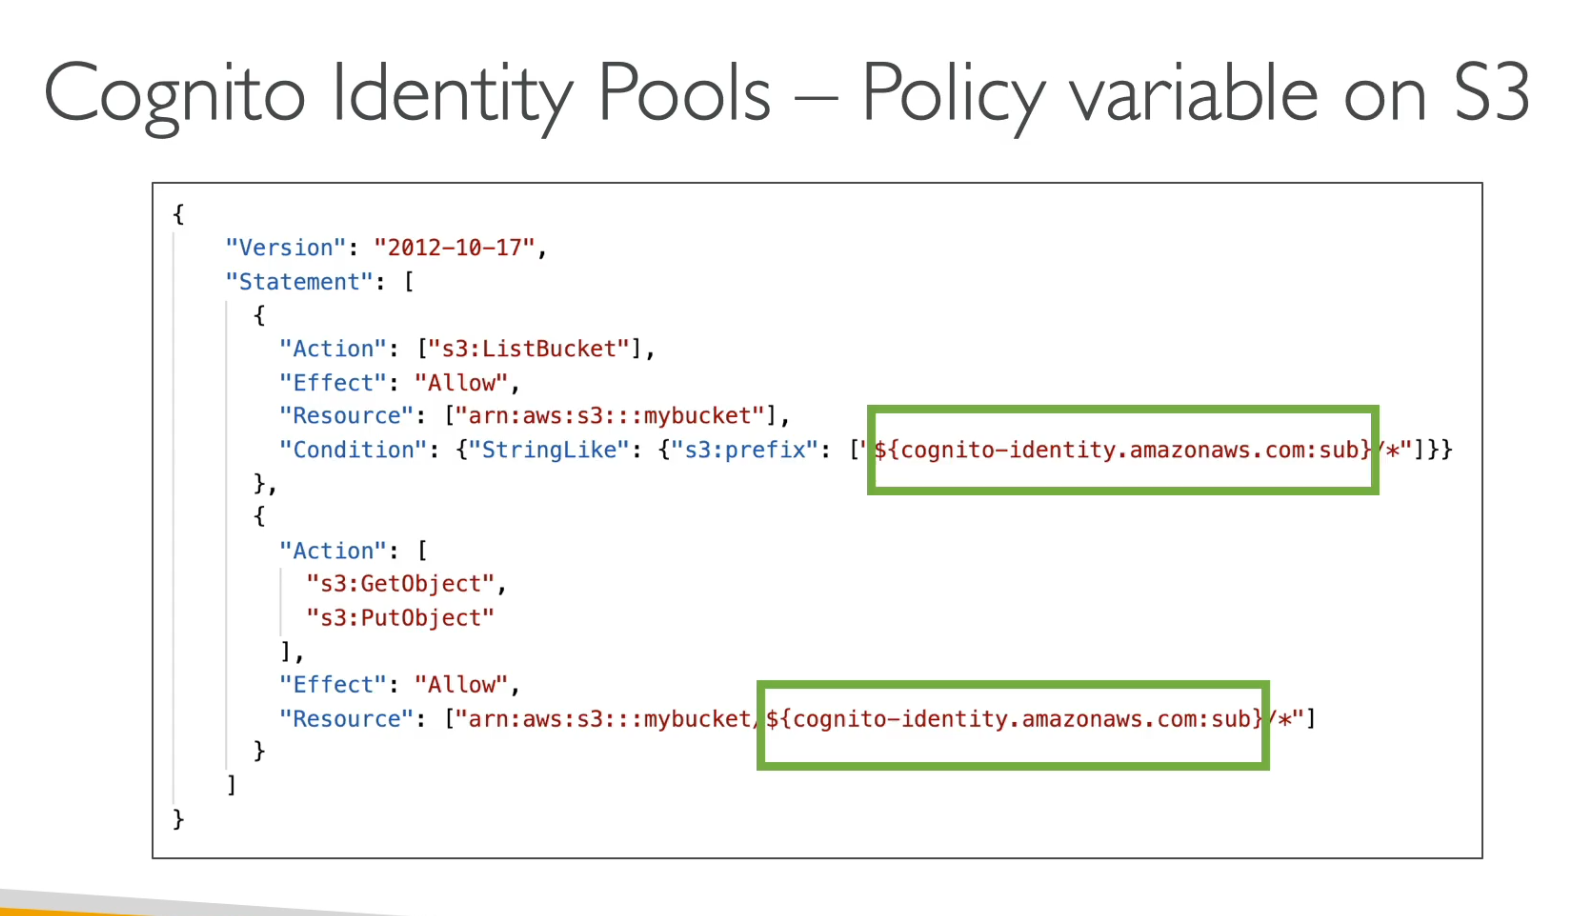 Cognito Identity Pools – Policy variable on S3
{
"Version": "2012-10-17",
"Statement": [
{
"Action": ["s3:ListBucket"],
"Effect": "Allow",
"Resource": ["arn:aws:s3:::mybucket"],
"Condition": {"StringLike": {"s3:prefix": ["${cognito-identity.amazonaws.com:sub}/*"]}}
},
{
"Action": [
"s3:GetObject",
"s3:PutObject"
],
"Effect": "Allow",
"Resource": ["arn:aws:s3:::mybucket/${cognito-identity.amazonaws.com:sub}/*"]
}
]
}